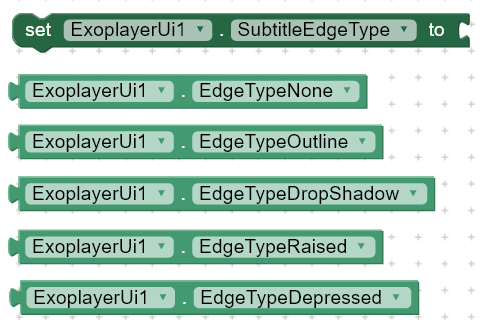 set ExoplayerUi1 . SubtitleEdgeType to
ExoplayerUi1 . EdgeTypeNone
ExoplayerUi1 . EdgeTypeOutline
ExoplayerUi1 . EdgeTypeDropShadow
ExoplayerUi1 . EdgeTypeRaised
ExoplayerUi1 . EdgeTypeDepressed